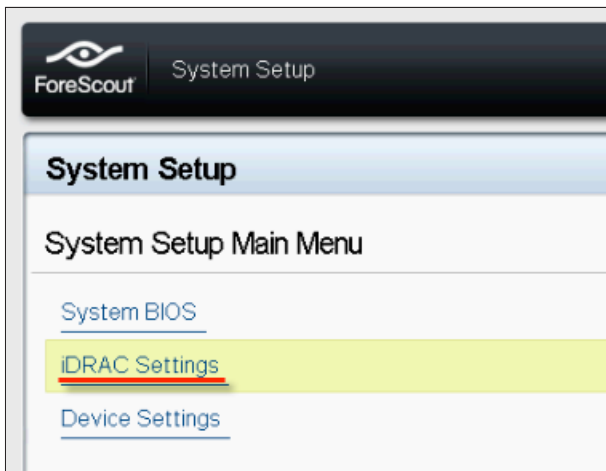 ForeScout
System Setup
System Setup
System Setup Main Menu
System BIOS
iDRAC Settings
Device Settings